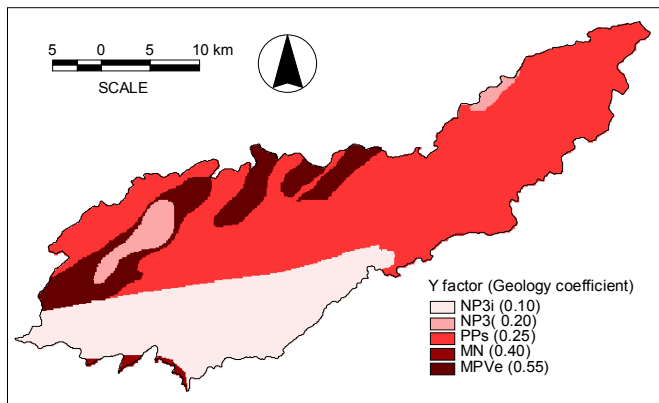 5 0 5 10 km
SCALE
Y factor (Geology coefficient)
NP3i (0.10)
NP3( 0.20)
PPs (0.25)
MN (0.40)
MPVe (0.55)